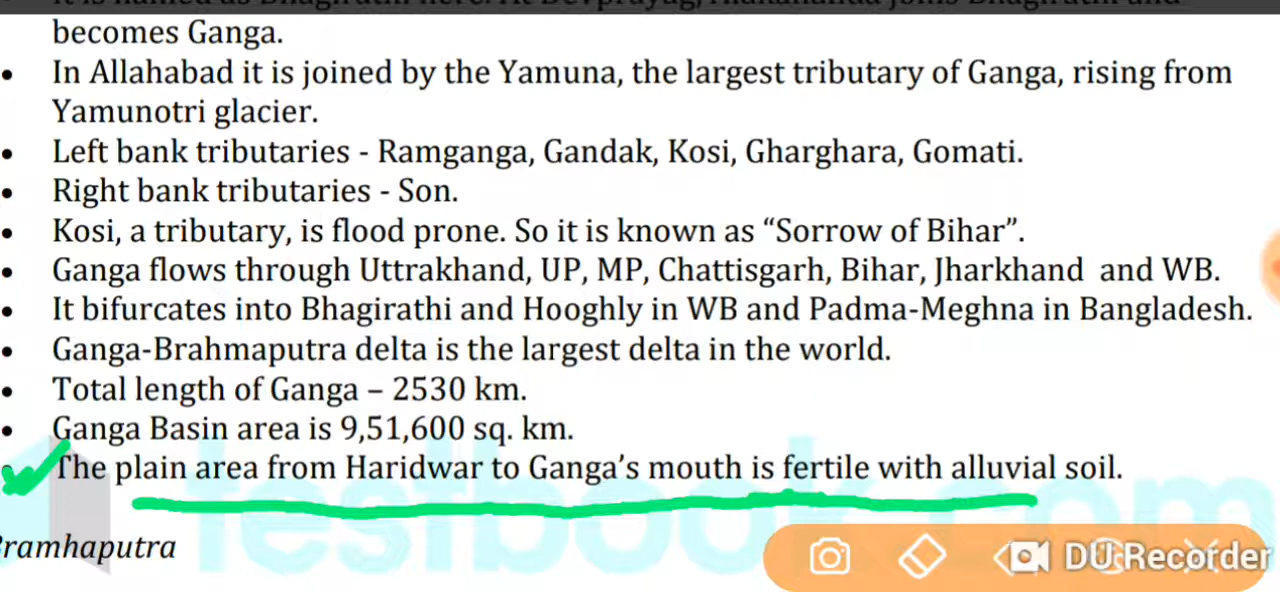 becomes Ganga.
In Allahabad it is joined by the Yamuna, the largest tributary of Ganga, rising from
Yamunotri glacier.
Left bank tributaries - Ramganga, Gandak, Kosi, Gharghara, Gomati.
Right bank tributaries - Son.
Kosi, a tributary, is flood prone. So it is known as “Sorrow of Bihar”.
Ganga flows through Uttrakhand, UP, MP, Chattisgarh, Bihar, Jharkhand and WB.
It bifurcates into Bhagirathi and Hooghly in WB and Padma-Meghna in Bangladesh.
Ganga-Brahmaputra delta is the largest delta in the world.
Total length of Ganga – 2530 km.
Ganga Basin area is 9,51,600 sq. km.
The plain area from Haridwar to Ganga’s mouth is fertile with alluvial soil.
testbook.com
Bramhaputra
DU Recorder